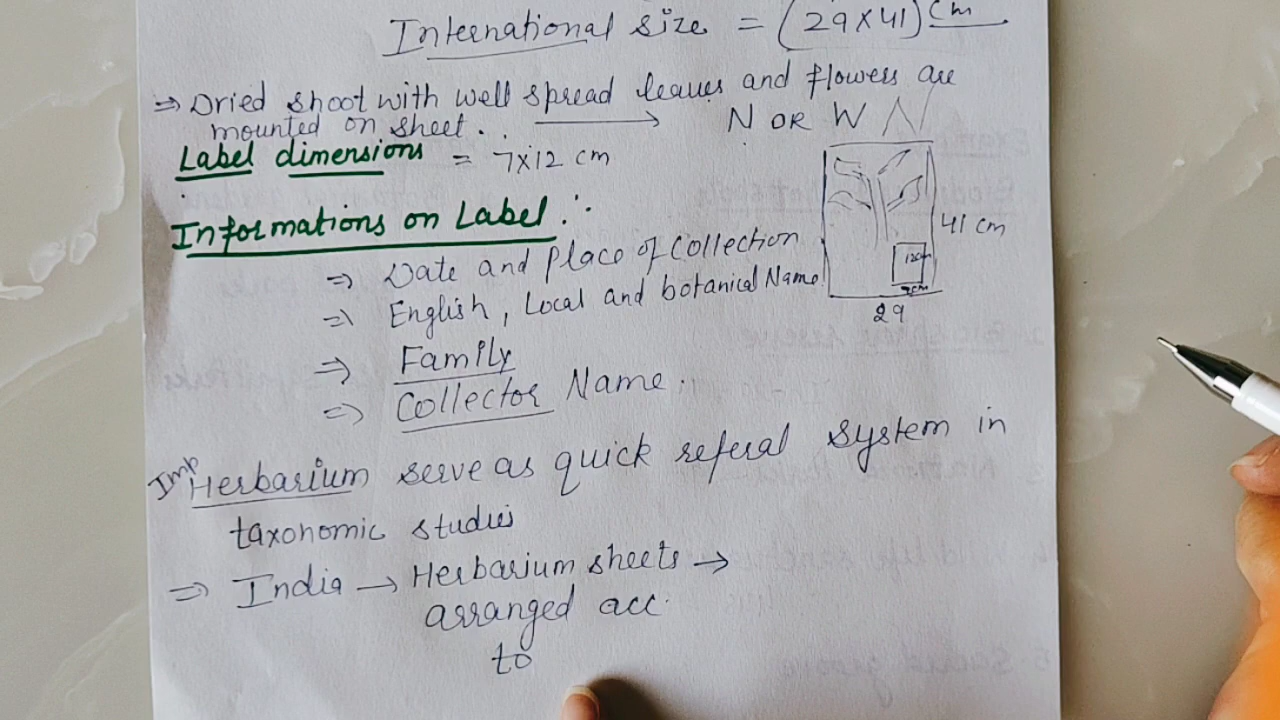 International size = (29x41) cm
⇒ Dried shoot with well spread leaves and flowers are
mounted on sheet. → N OR W
Label dimensions = 7x12 cm
Informations on Label :
⇒ Date and Place of Collection
⇒ English, Local and botanical Name
⇒ Family
⇒ Collector Name.
41 cm
12cm
7cm
29
Imp Herbarium serve as quick referal system in
taxonomic studies
⇒ India → Herbarium sheets →
arranged acc.
to